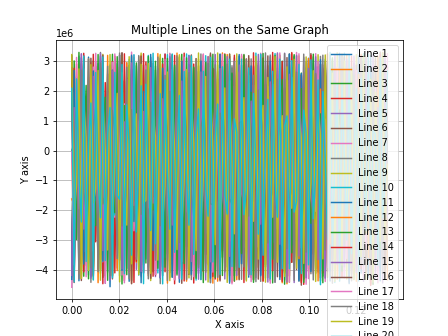 Multiple Lines on the Same Graph
1e6
3
2
1
0
−1
−2
−3
−4
Y axis
0.00
0.02
0.04
0.06
0.08
0.10
X axis
Line 1
Line 2
Line 3
Line 4
Line 5
Line 6
Line 7
Line 8
Line 9
Line 10
Line 11
Line 12
Line 13
Line 14
Line 15
Line 16
Line 17
Line 18
Line 19
Line 20